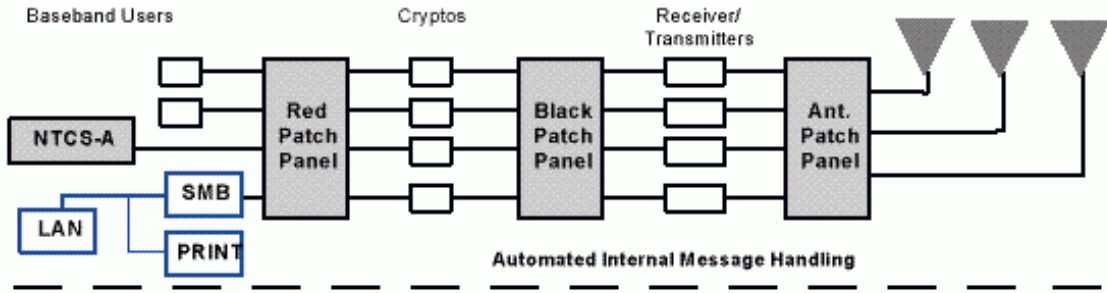 Baseband Users
Cryptos
Receiver/
Transmitters
Red
Patch
Panel
Black
Patch
Panel
Ant.
Patch
Panel
NTCS-A
SMB
LAN
PRINT
Automated Internal Message Handling